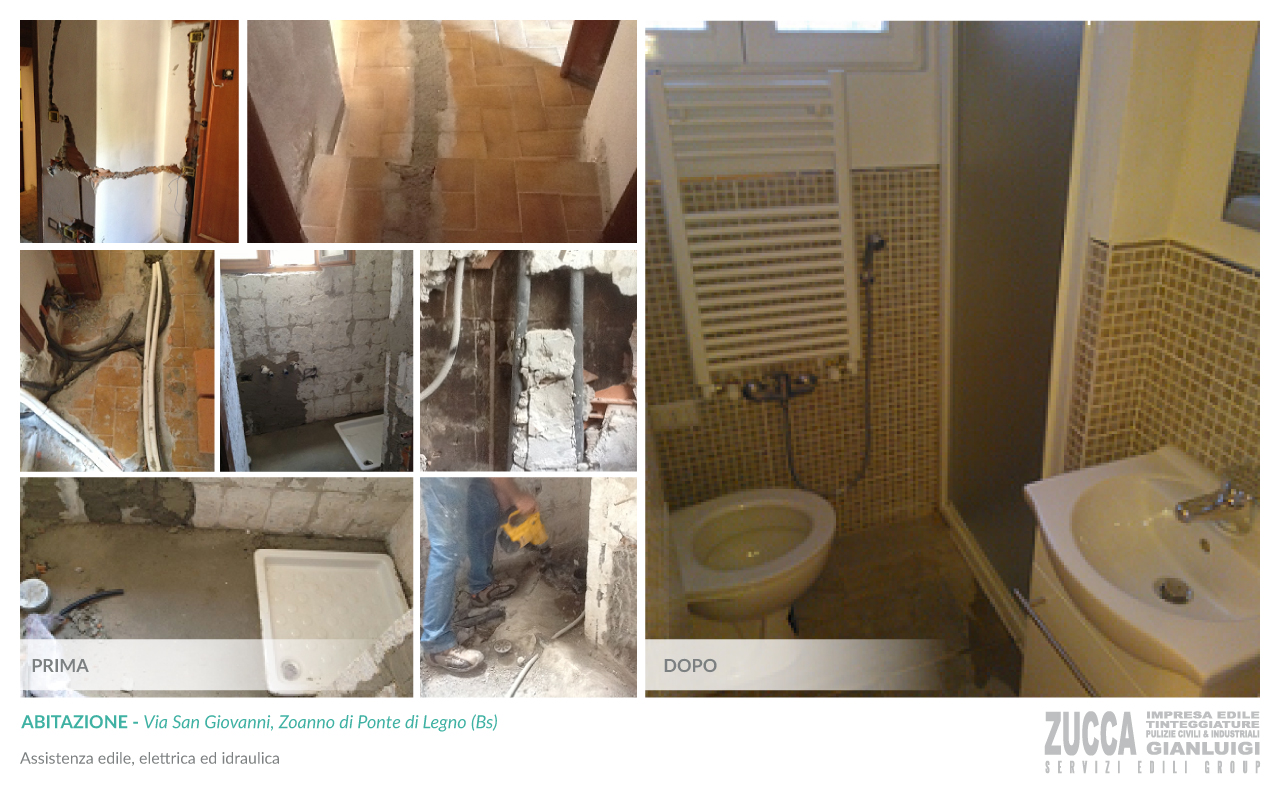 PRIMA
DOPO
ABITAZIONE - Via San Giovanni, Zoanno di Ponte di Legno (Bs)
Assistenza edile, elettrica ed idraulica
ZUCCA
IMPRESA EDILE
TINTEGGIATURE
PULIZIE CIVILI & INDUSTRIALI
GIANLUIGI
SERVIZI EDILI GROUP